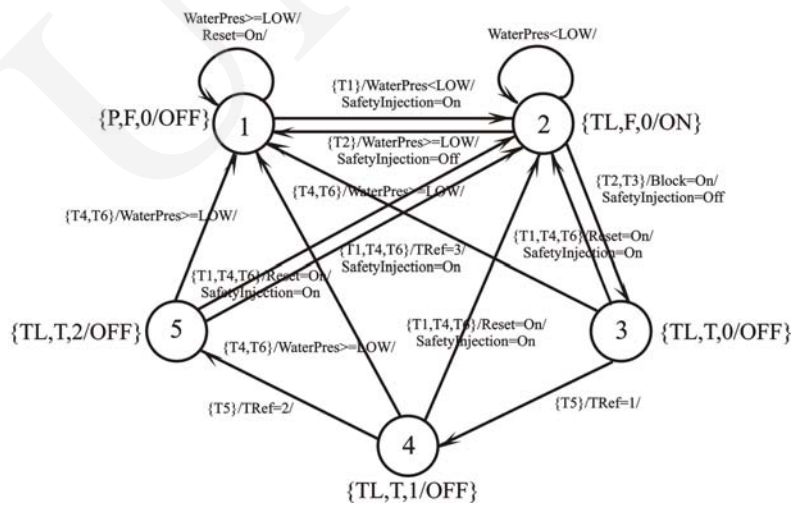 WaterPres>=LOW/
Reset=On/
WaterPres<LOW/
{T1}/WaterPres<LOW/
SafetyInjection=On
{P,F,0/OFF}
1
2
{TL,F,0/ON}
{T2}/WaterPres>=LOW/
SafetyInjection=Off
{T4,T6}/WaterPres>=LOW/
{T2,T3}/Block=On/
SafetyInjection=Off
{T4,T6}/WaterPres>=LOW/
{T1,T4,T6}/Reset=On/
SafetyInjection=On
{T1,T4,T6}/TRef=3/
SafetyInjection=On
{T1,T4,T6}/Reset=On/
SafetyInjection=On
{TL,T,2/OFF}
5
3
{TL,T,0/OFF}
{T1,T4,T6}/Reset=On/
SafetyInjection=On
{T4,T6}/WaterPres>=LOW/
{T5}/TRef=2/
{T5}/TRef=1/
4
{TL,T,1/OFF}